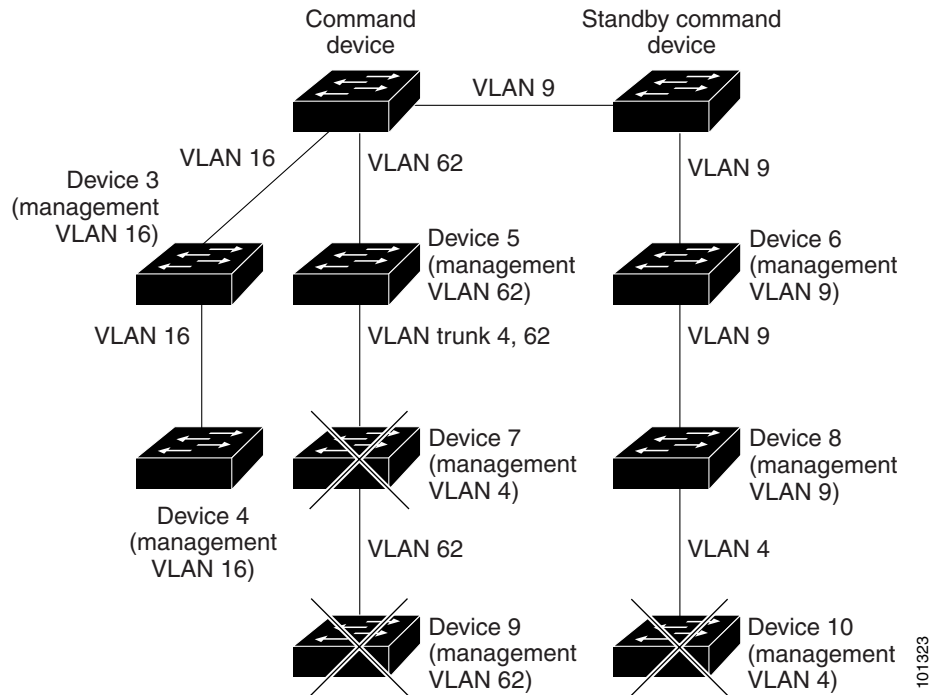 Command
device
Standby command
device
VLAN 9
VLAN 16
VLAN 62
VLAN 9
Device 3
(management
VLAN 16)
Device 5
(management
VLAN 62)
Device 6
(management
VLAN 9)
VLAN 16
VLAN trunk 4, 62
VLAN 9
Device 4
(management
VLAN 16)
Device 7
(management
VLAN 4)
Device 8
(management
VLAN 9)
VLAN 62
VLAN 4
Device 9
(management
VLAN 62)
Device 10
(management
VLAN 4)
101323